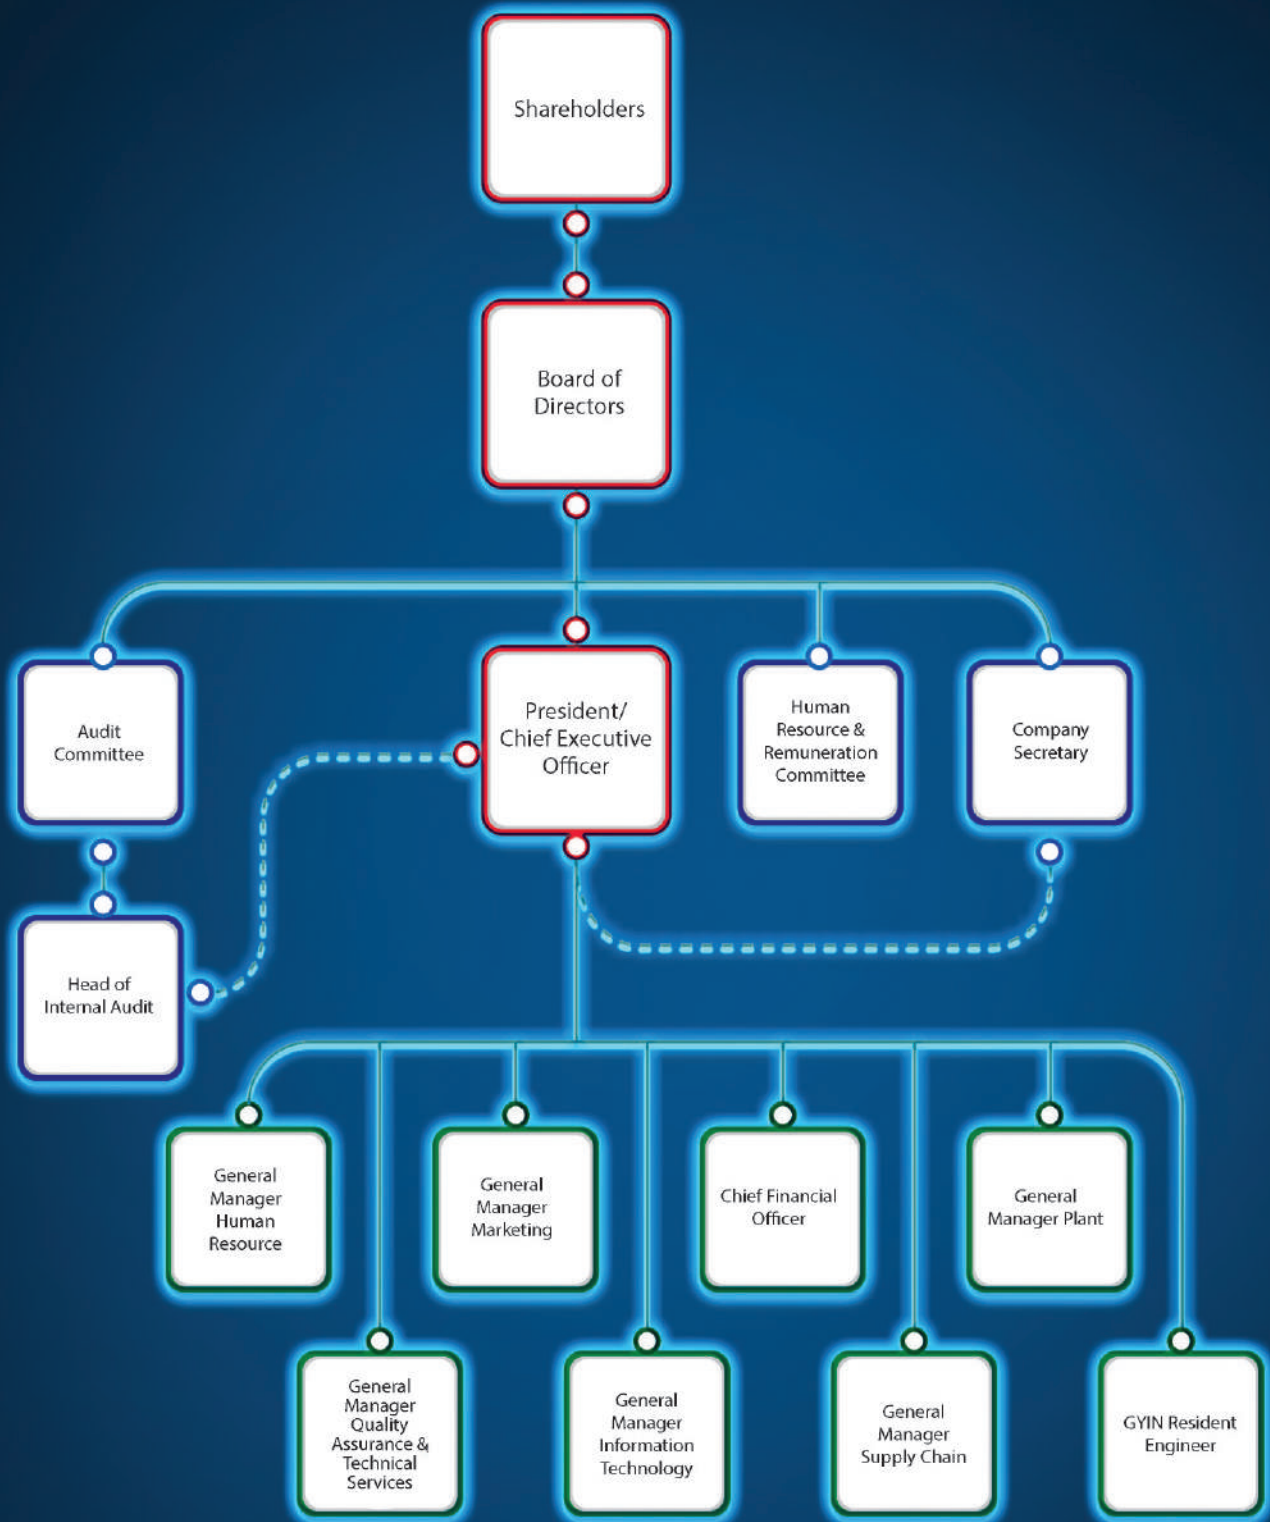 Shareholders
Board of
Directors
Audit
Committee
President/
Chief Executive
Officer
Human
Resource &
Remuneration
Committee
Company
Secretary
Head of
Internal Audit
General
Manager
Human
Resource
General
Manager
Marketing
Chief Financial
Officer
General
Manager Plant
General
Manager
Quality
Assurance &
Technical
Services
General
Manager
Information
Technology
General
Manager
Supply Chain
GYIN Resident
Engineer